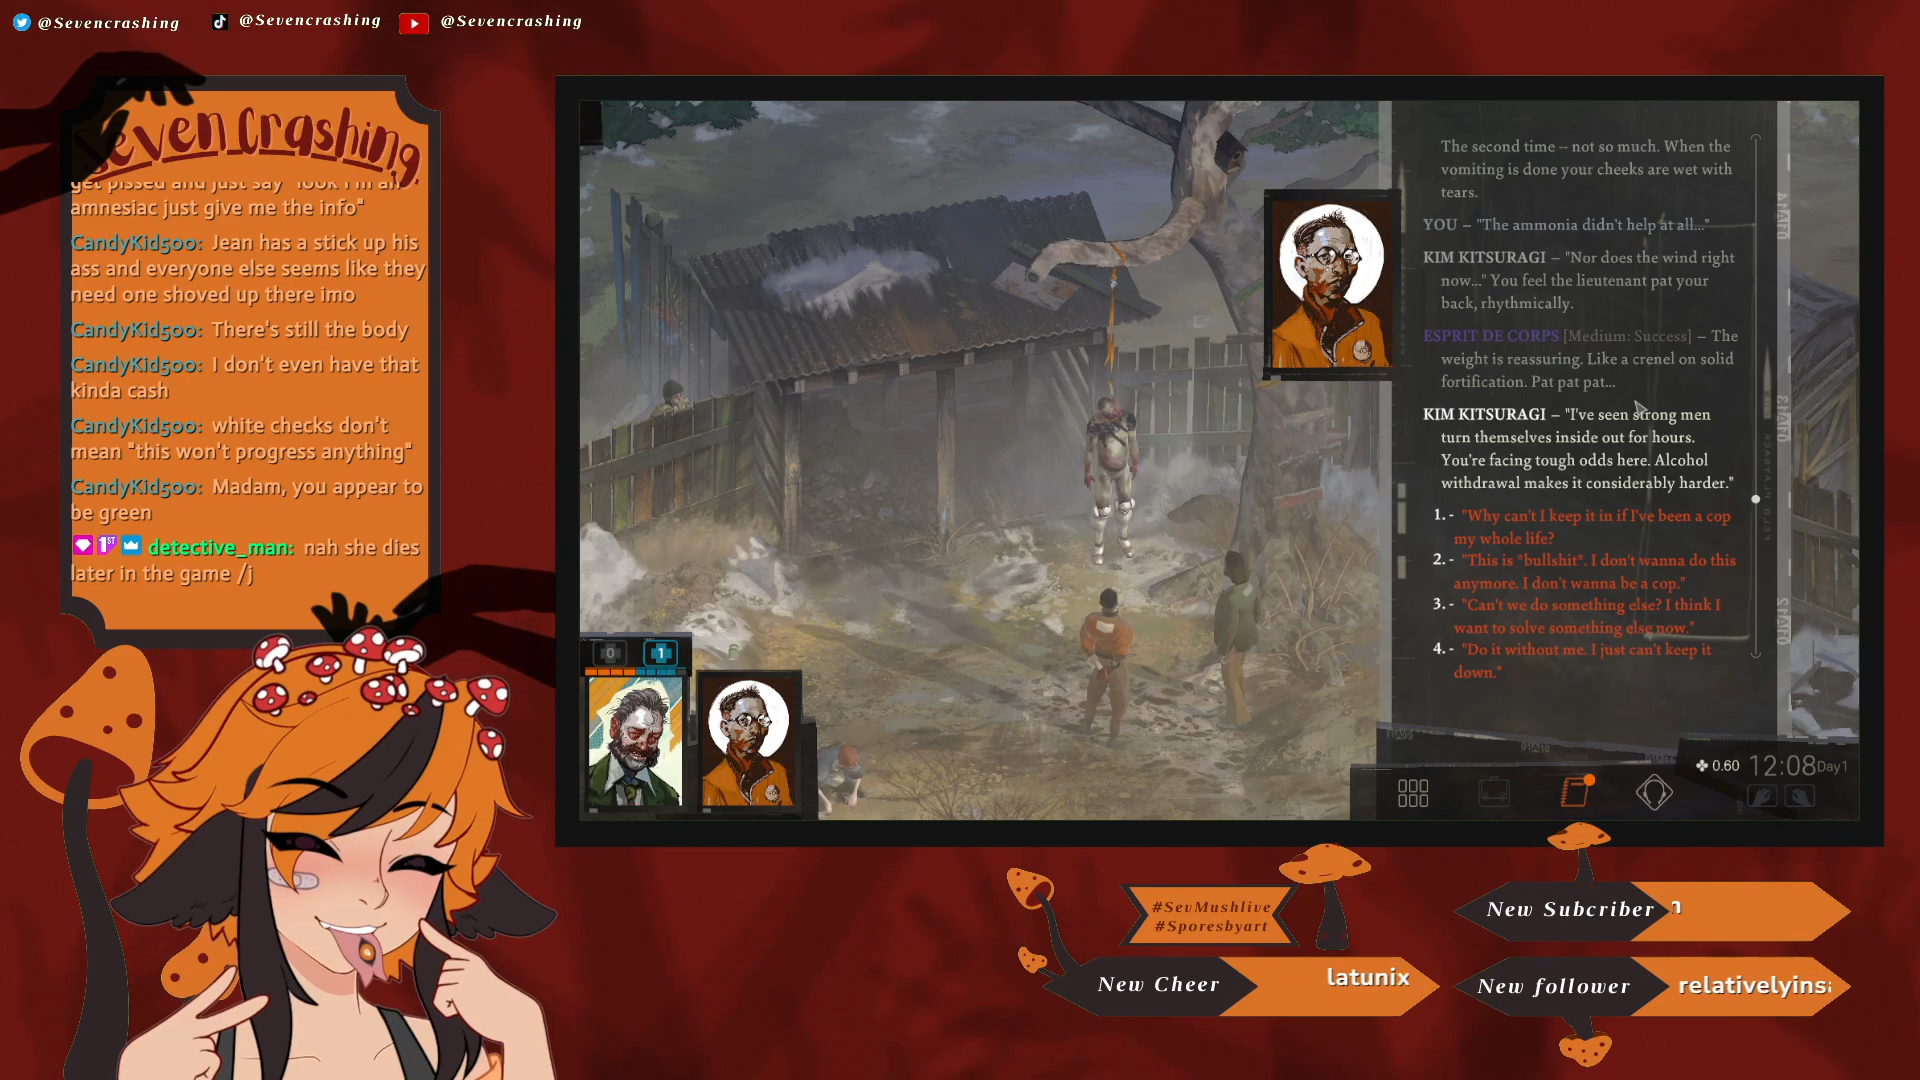 @Sevencrashing @Sevencrashing @Sevencrashing
Seven Crashing
get pissed and just say "look I'm an
amnesiac just give me the info"
CandyKid500: Jean has a stick up his
ass and everyone else seems like they
need one shoved up there imo
CandyKid500: There's still the body
CandyKid500: I don't even have that
kinda cash
CandyKid500: white checks don't
mean "this won't progress anything"
CandyKid500: Madam, you appear to
be green
1ST detective_man: nah she dies
later in the game /j
The second time -- not so much. When the
vomiting is done your cheeks are wet with
tears.
YOU – "The ammonia didn't help at all..."
KIM KITSURAGI – "Nor does the wind right
now..." You feel the lieutenant pat your
back, rhythmically.
ESPRIT DE CORPS [Medium: Success] – The
weight is reassuring. Like a crenel on solid
fortification. Pat pat pat...
KIM KITSURAGI – "I've seen strong men
turn themselves inside out for hours.
You're facing tough odds here. Alcohol
withdrawal makes it considerably harder."
1. - "Why can't I keep it in if I've been a cop
my whole life?
2. - "This is *bullshit*. I don't wanna do this
anymore. I don't wanna be a cop."
3. - "Can't we do something else? I think I
want to solve something else now."
4. - "Do it without me. I just can't keep it
down."
0 1
0.60 12:08 Day1
#SevMushlive
#Sporesbyart
New Subcriber
New Cheer latunix
New follower relativelyins